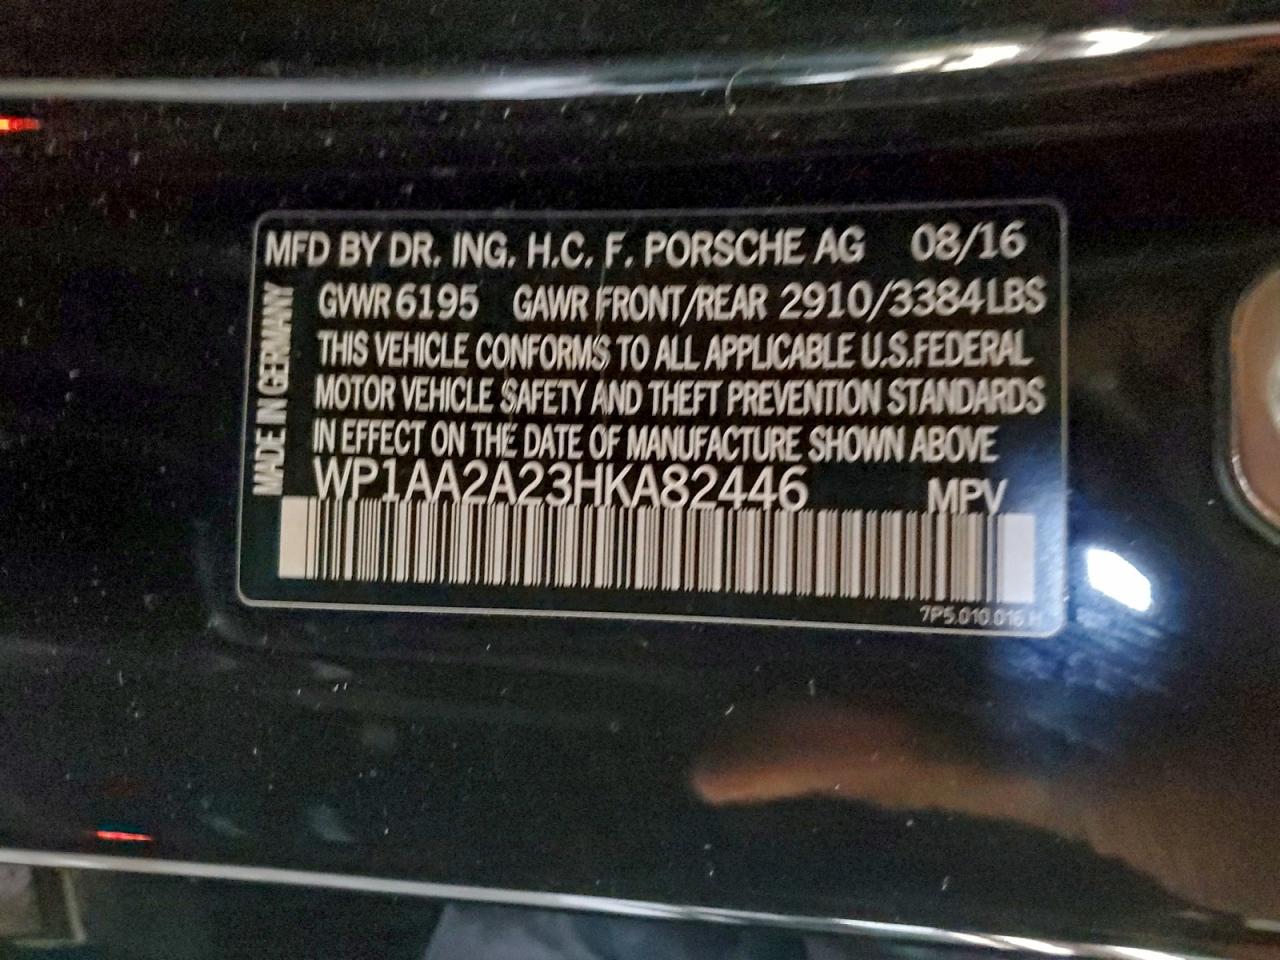 MFD BY DR. ING. H.C. F. PORSCHE AG 08/16
MADE IN GERMANY
GVWR 6195 GAWR FRONT/REAR 2910/3384 LBS
THIS VEHICLE CONFORMS TO ALL APPLICABLE U.S.FEDERAL
MOTOR VEHICLE SAFETY AND THEFT PREVENTION STANDARDS
IN EFFECT ON THE DATE OF MANUFACTURE SHOWN ABOVE
WP1AA2A23HKA82446 MPV
7P5.010.016.H